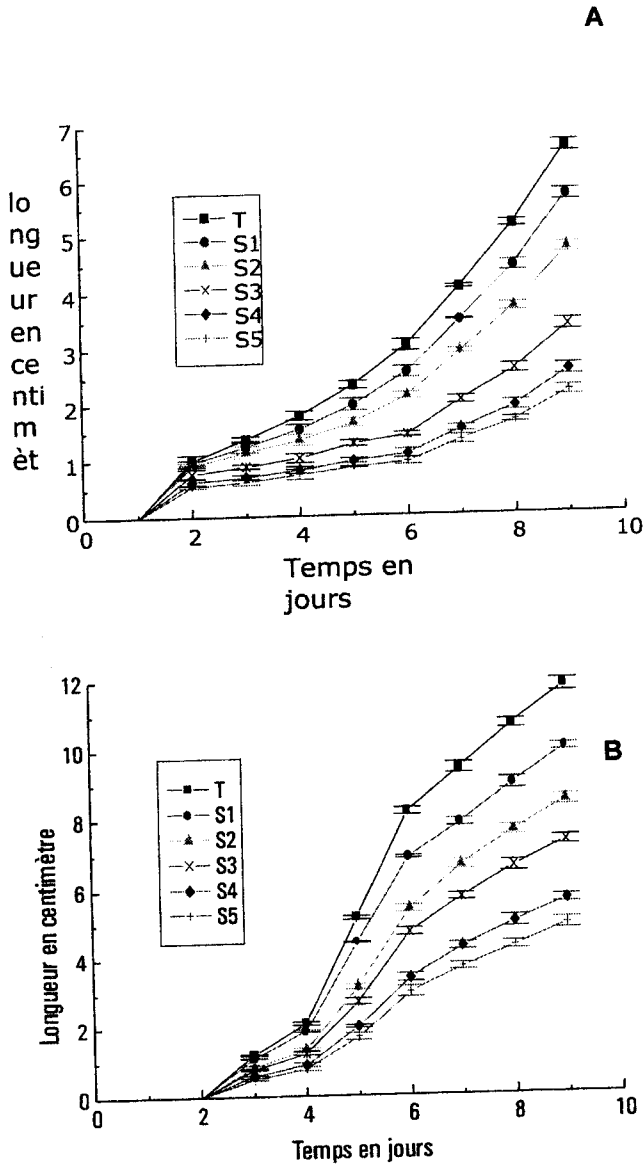 A
7
6
5
4
3
2
1
0
lo
ng
ue
ur
en
ce
nti
m
èt
T
S1
S2
S3
S4
S5
0
2
4
6
8
10
Temps en
jours
B
12
10
8
6
4
2
0
Longueur en centimètre
T
S1
S2
S3
S4
S5
0
2
4
6
8
10
Temps en jours